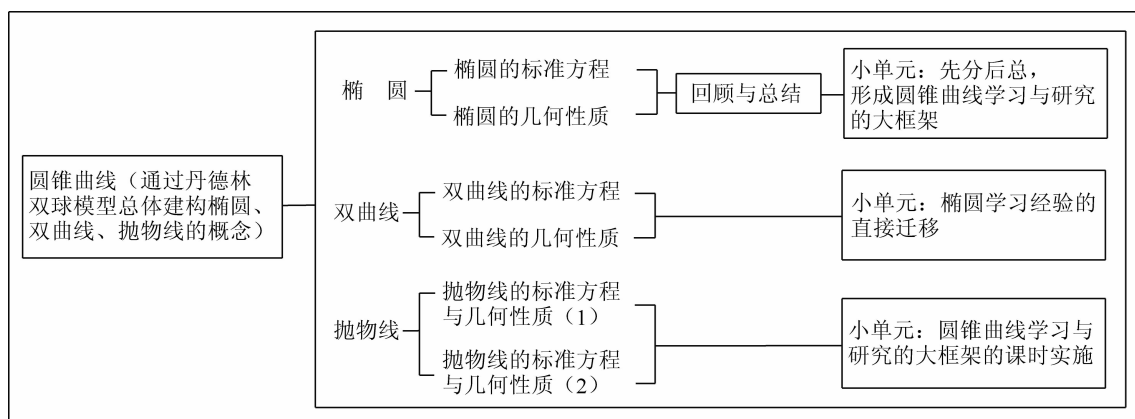 圆锥曲线（通过丹德林
双球模型总体建构椭圆、
双曲线、抛物线的概念）
椭 圆
椭圆的标准方程
椭圆的几何性质
回顾与总结
小单元：先分后总，
形成圆锥曲线学习与研究
的大框架
双曲线
双曲线的标准方程
双曲线的几何性质
小单元：椭圆学习经验的
直接迁移
抛物线
抛物线的标准方程
与几何性质（1）
抛物线的标准方程
与几何性质（2）
小单元：圆锥曲线学习与
研究的大框架的课时实施